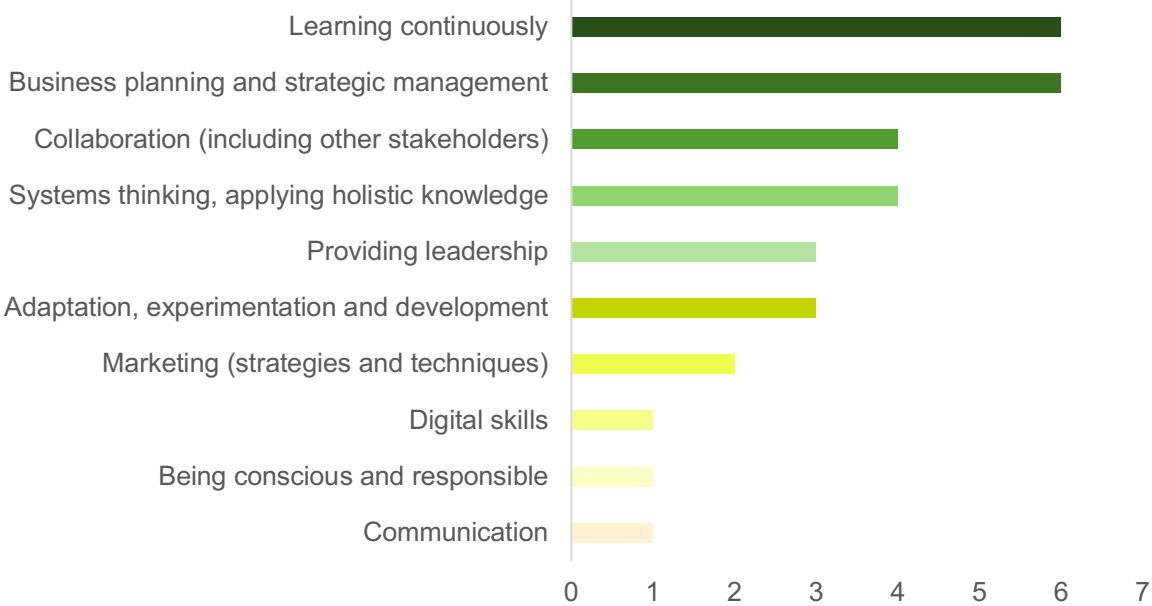 Learning continuously
Business planning and strategic management
Collaboration (including other stakeholders)
Systems thinking, applying holistic knowledge
Providing leadership
Adaptation, experimentation and development
Marketing (strategies and techniques)
Digital skills
Being conscious and responsible
Communication
0 1 2 3 4 5 6 7